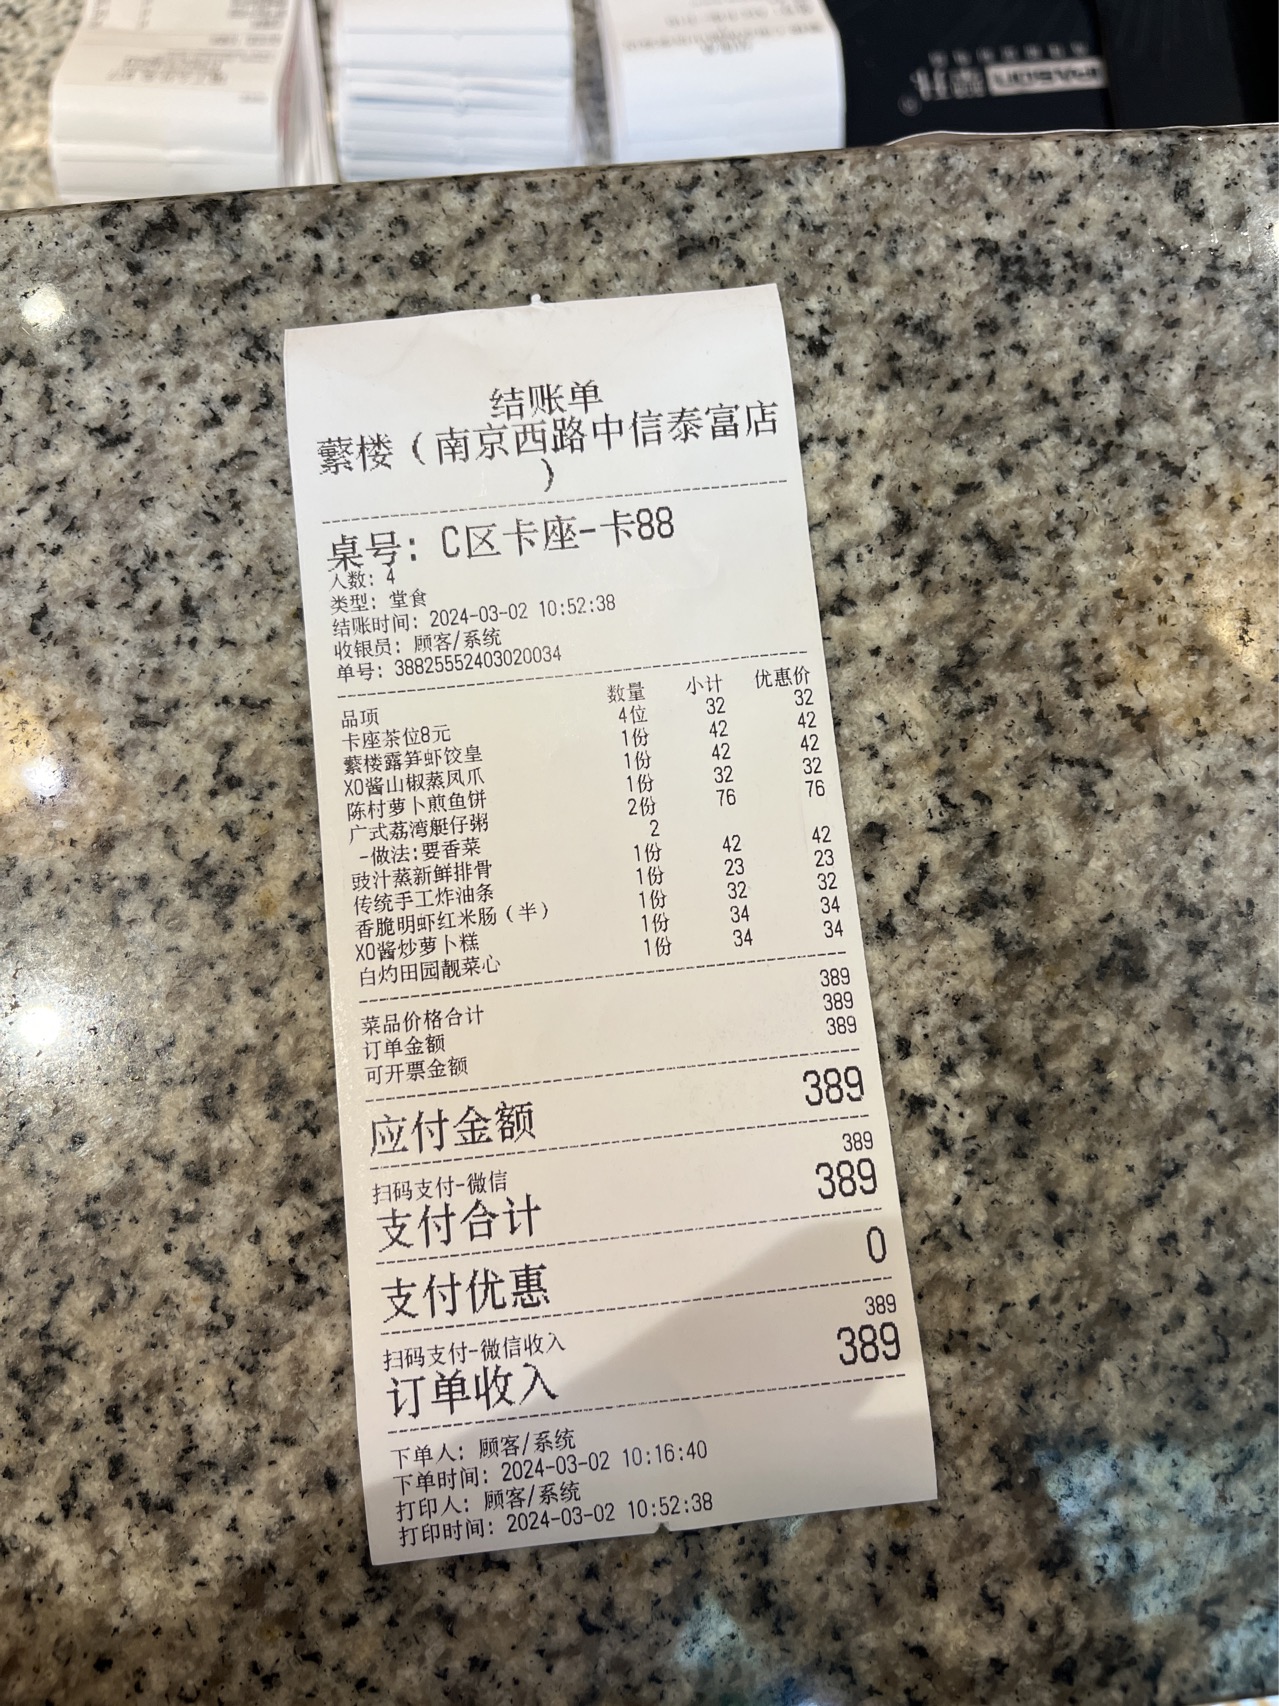 结账单
蘩楼（南京西路中信泰富店
）
桌号: C区卡座-卡88
人数: 4
类型: 堂食
结账时间: 2024-03-02 10:52:38
收银员: 顾客/系统
单号: 38825552403020034
品项 数量 小计 优惠价
卡座茶位8元 4位 32 32
蘩楼露笋虾饺皇 1份 42 42
XO酱山椒蒸凤爪 1份 42 42
陈村萝卜煎鱼饼 1份 32 32
广式荔湾艇仔粥 2份 76 76
-做法:要香菜 2
豉汁蒸新鲜排骨 1份 42 42
传统手工炸油条 1份 23 23
香脆明虾红米肠（半） 1份 32 32
XO酱炒萝卜糕 1份 34 34
白灼田园靓菜心 1份 34 34
菜品价格合计 389
订单金额 389
可开票金额 389
应付金额 389
扫码支付-微信 389
支付合计 389
支付优惠 0
扫码支付-微信收入 389
订单收入 389
下单人: 顾客/系统
下单时间: 2024-03-02 10:16:40
打印人: 顾客/系统
打印时间: 2024-03-02 10:52:38